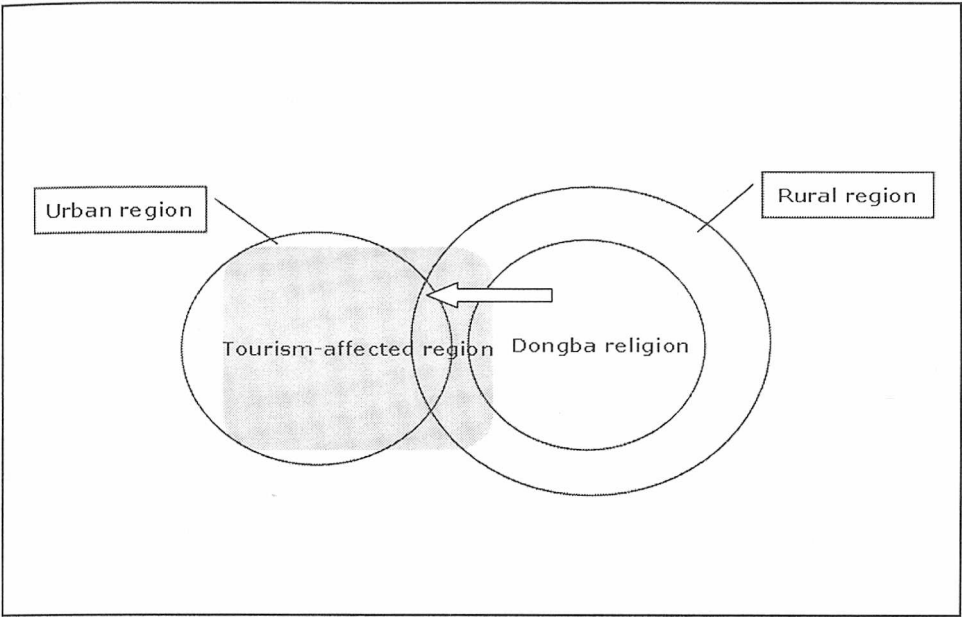 Urban region
Rural region
Tourism-affected region
Dongba religion